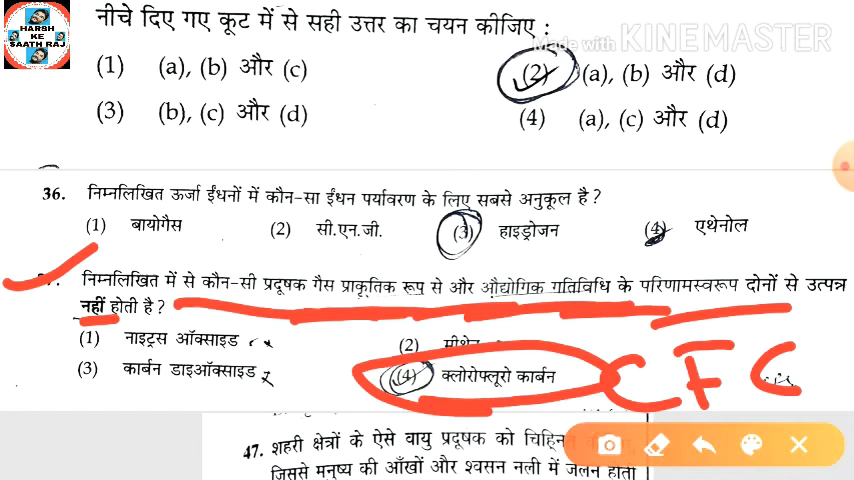 HARSH
KE
SAATH RAJ
नीचे दिए गए कूट में से सही उत्तर का चयन कीजिए :
Made with KINEMASTER
(1) (a), (b) और (c)
(2) (a), (b) और (d)
(3) (b), (c) और (d)
(4) (a), (c) और (d)
36. निम्नलिखित ऊर्जा ईंधनों में कौन-सा ईंधन पर्यावरण के लिए सबसे अनुकूल है ?
(1) बायोगैस (2) सी.एन.जी. (3) हाइड्रोजन (4) एथेनोल
निम्नलिखित में से कौन-सी प्रदूषक गैस प्राकृतिक रूप से और औद्योगिक गतिविधि के परिणामस्वरूप दोनों से उत्पन्न
नहीं होती है ?
(1) नाइट्रस ऑक्साइड (2)
(3) कार्बन डाइऑक्साइड (4) क्लोरोफ्लूरो कार्बन
CFC
47. शहरी क्षेत्रों के ऐसे वायु प्रदूषक को
जिससे मनुष्य की आँखों और श्वसन नली में जलन होती